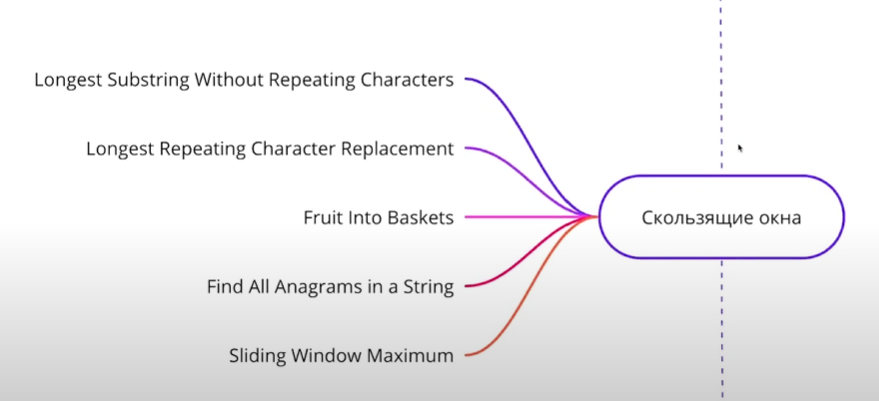 Longest Substring Without Repeating Characters
Longest Repeating Character Replacement
Fruit Into Baskets
Скользящие окна
Find All Anagrams in a String
Sliding Window Maximum